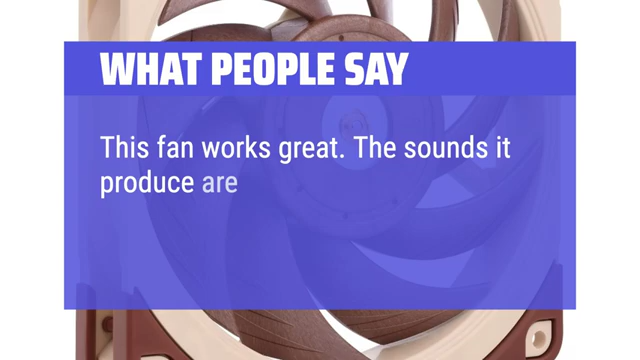 WHAT PEOPLE SAY
This fan works great. The sounds it
produce are